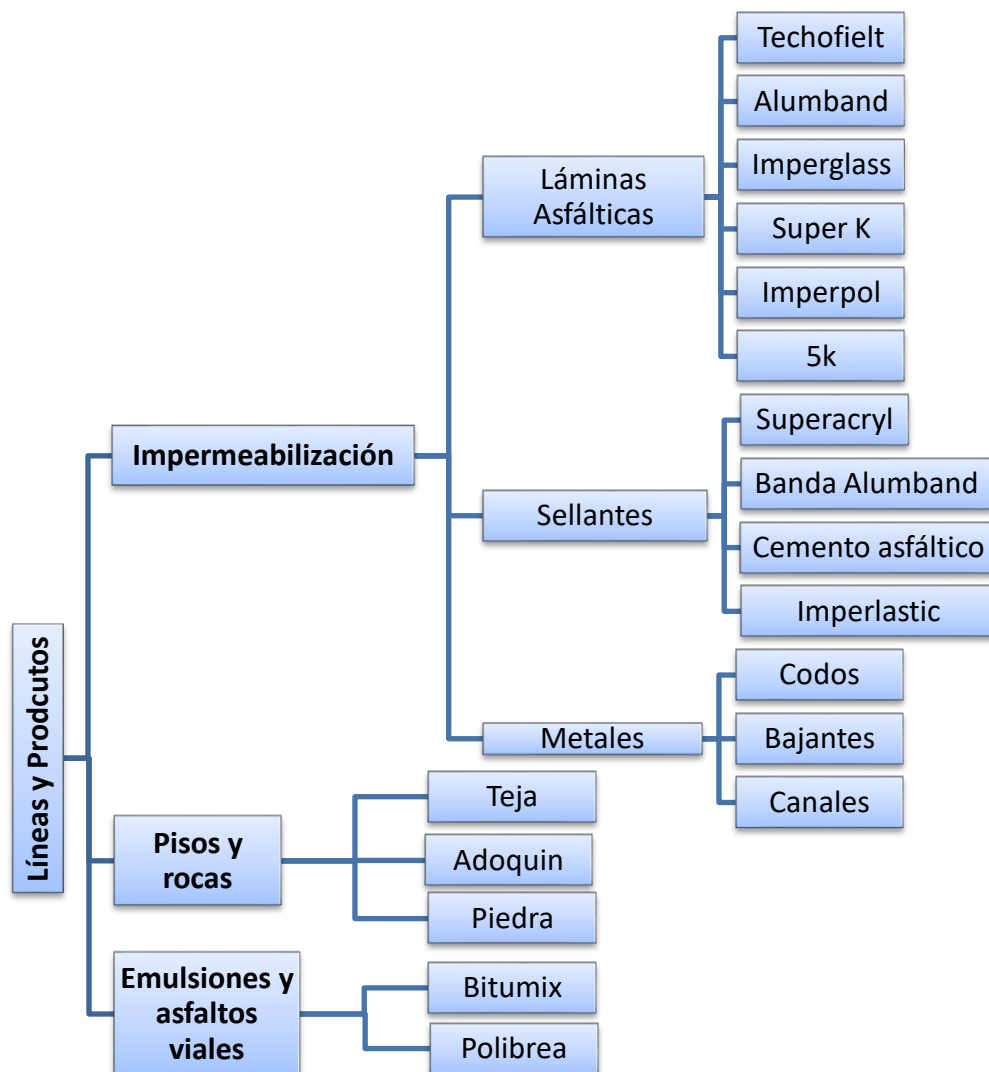 Líneas y Prodcutos
Impermeabilización
Láminas
Asfálticas
Techofielt
Alumband
Imperglass
Super K
Imperpol
5k
Sellantes
Superacryl
Banda Alumband
Cemento asfáltico
Imperlastic
Metales
Codos
Bajantes
Canales
Pisos y
rocas
Teja
Adoquin
Piedra
Emulsiones y
asfaltos
viales
Bitumix
Polibrea